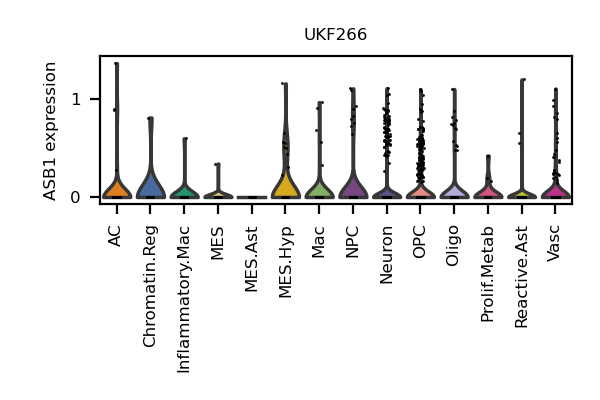 UKF266
ASB1 expression
1
0
AC
Chromatin.Reg
Inflammatory.Mac
MES
MES.Ast
MES.Hyp
Mac
NPC
Neuron
OPC
Oligo
Prolif.Metab
Reactive.Ast
Vasc